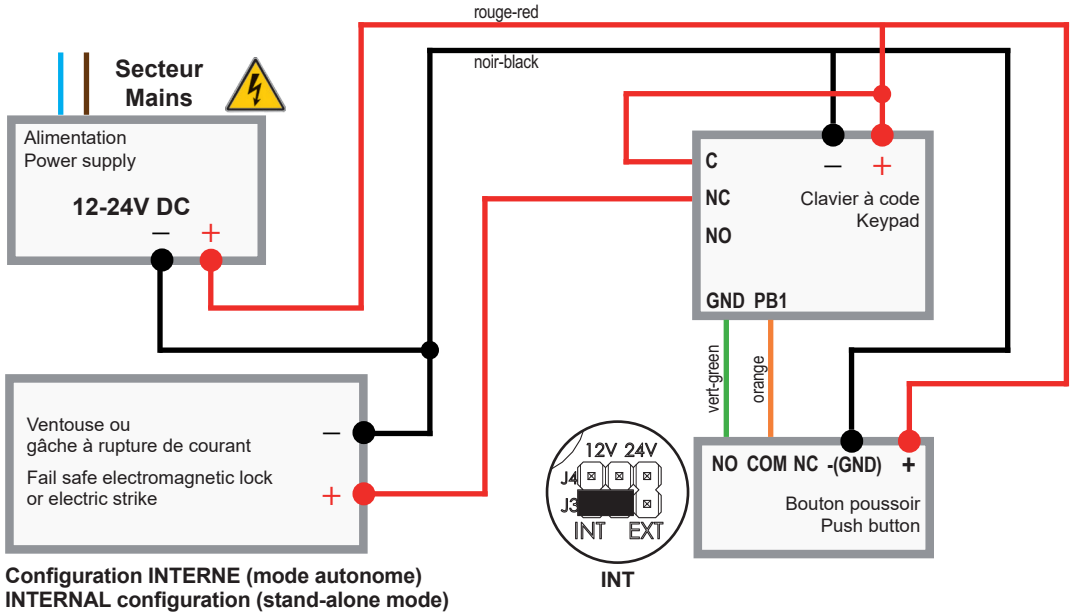 rouge-red
noir-black
Secteur
Mains
Alimentation
Power supply
12-24V DC
– +
C
NC
NO
– +
Clavier à code
Keypad
GND PB1
vert-green
orange
Ventouse ou
gâche à rupture de courant
Fail safe electromagnetic lock
or electric strike
–
+
12V 24V
J4
J3
INT EXT
INT
NO COM NC -(GND) +
Bouton poussoir
Push button
Configuration INTERNE (mode autonome)
INTERNAL configuration (stand-alone mode)